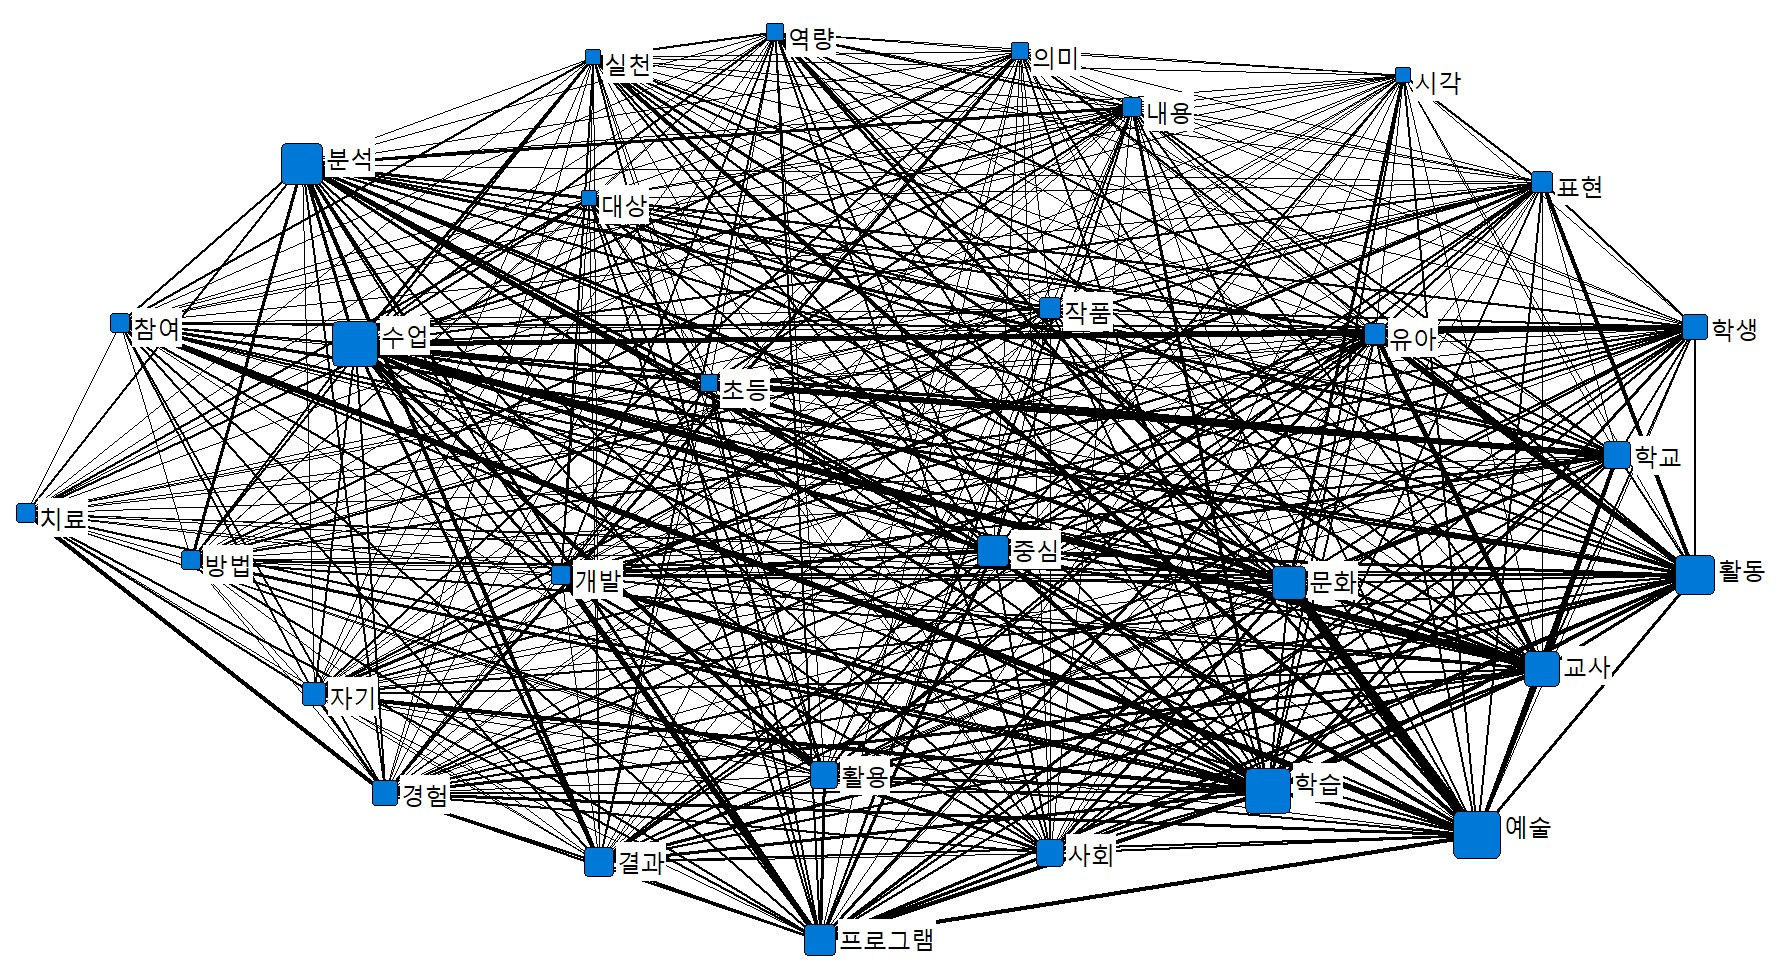 역량
실천
의미
시각
내용
분석
표현
대상
작품
참여
수업
유아
학생
초등
학교
치료
방법
개발
중심
문화
활동
교사
자기
경험
활용
학습
예술
결과
사회
프로그램